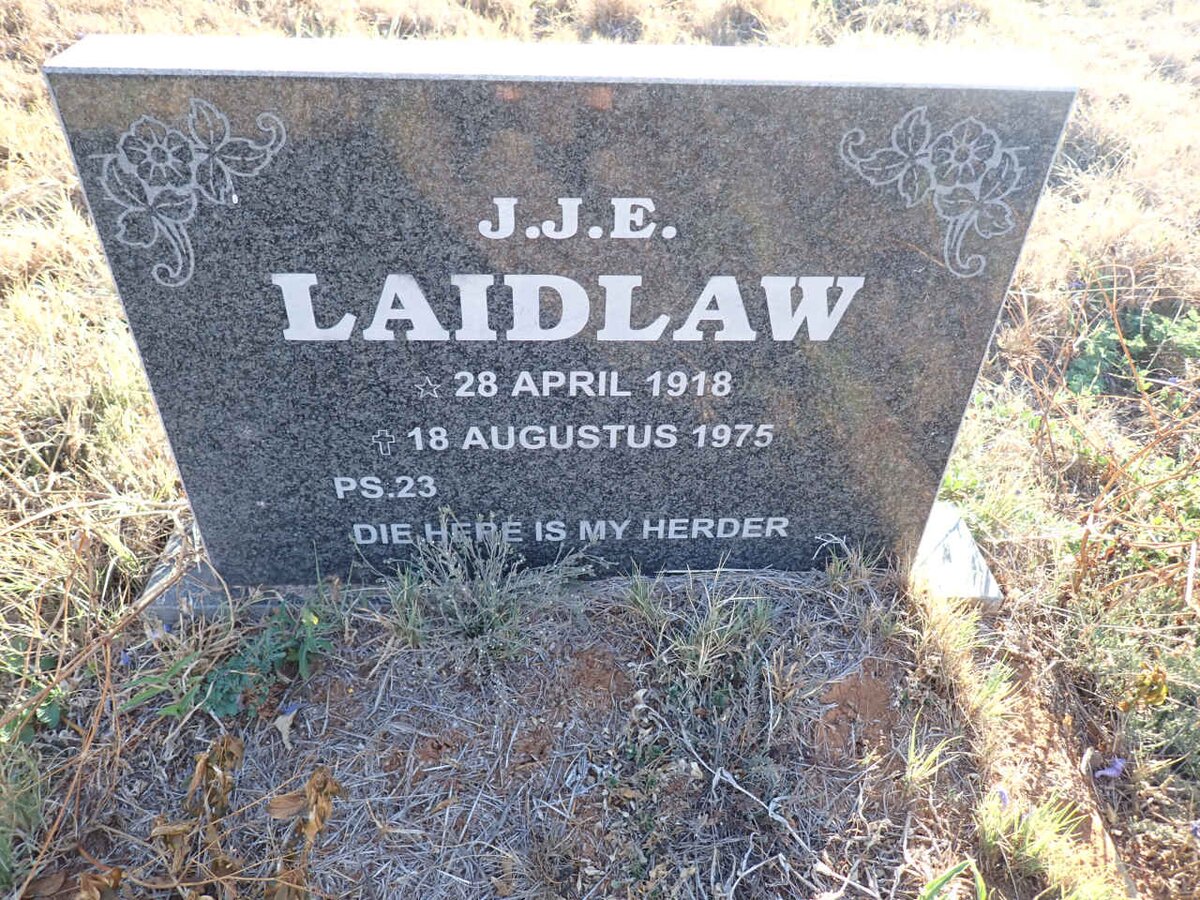 J.J.E.
LAIDLAW
☆ 28 APRIL 1918
✝ 18 AUGUSTUS 1975
PS.23
DIE HERE IS MY HERDER